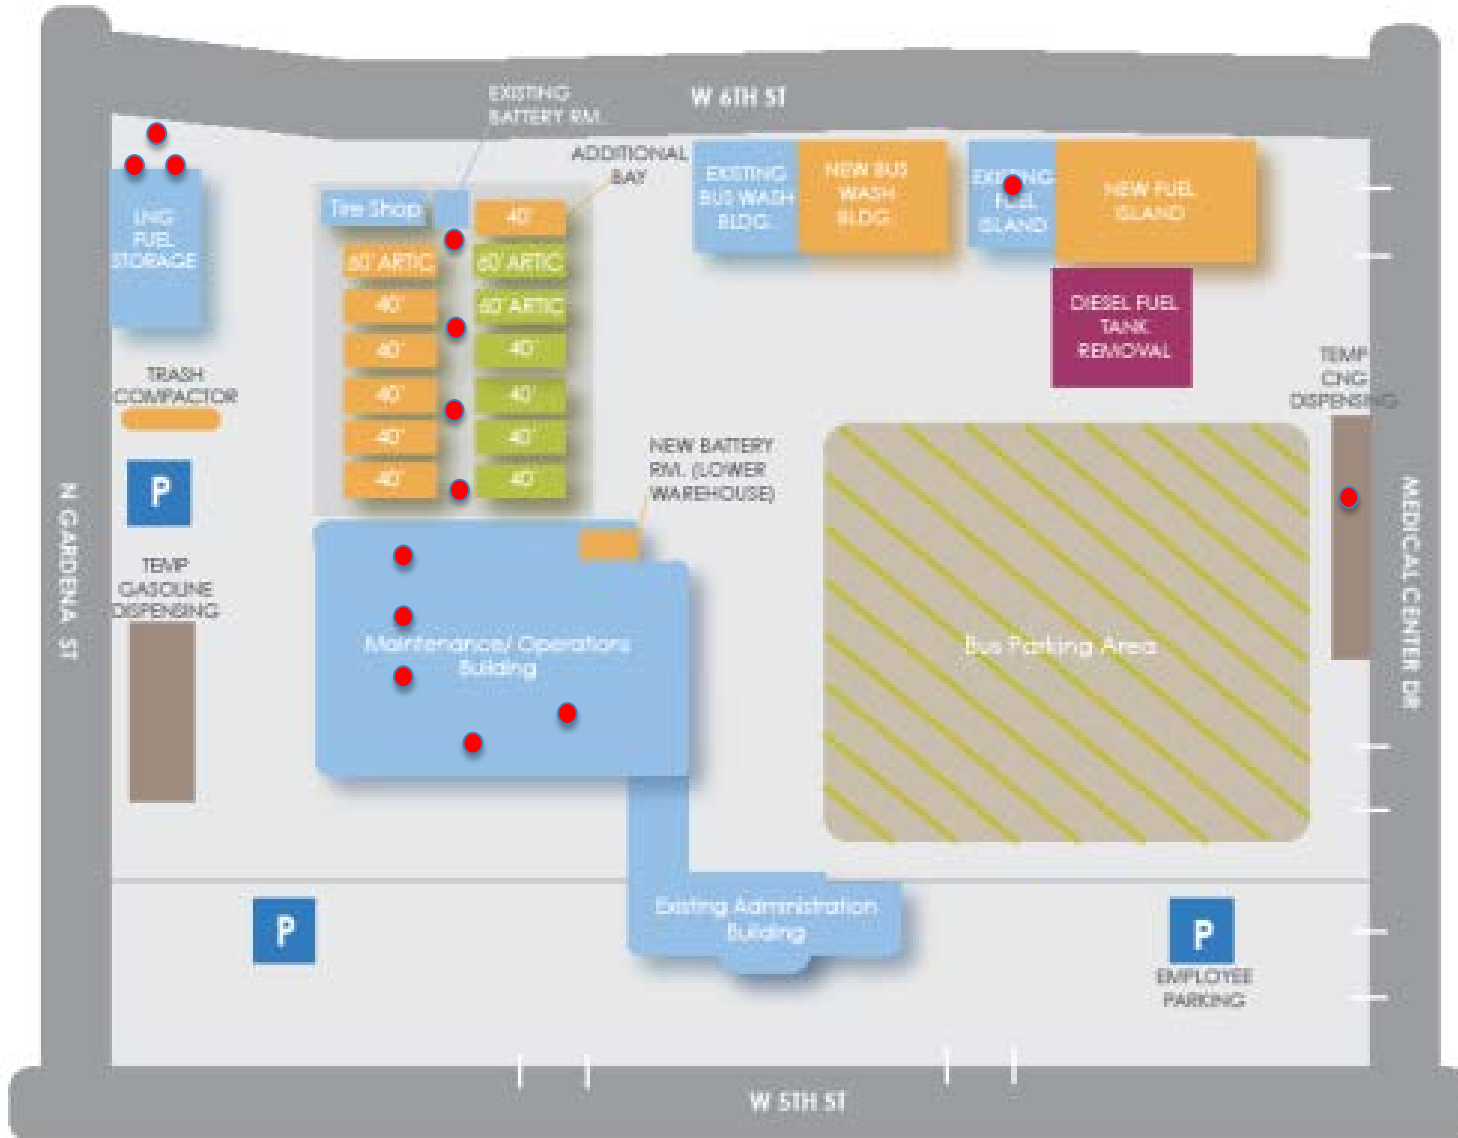 W 6TH ST
EXISTING
BATTERY RM.
ADDITIONAL
BAY
LNG
FUEL
STORAGE
Tire Shop
40'
60' ARTIC
60' ARTIC
40'
60' ARTIC
40'
40'
40'
40'
40'
40'
40'
40'
EXISTING
BUS WASH
BLDG.
NEW BUS
WASH
BLDG.
EXISTING
FUEL
ISLAND
NEW FUEL
ISLAND
DIESEL FUEL
TANK
REMOVAL
TEMP
CNG
DISPENSING
TRASH
COMPACTOR
P
NEW BATTERY
RM. (LOWER
WAREHOUSE)
N GARDENA ST
TEMP
GASOLINE
DISPENSING
Maintenance/ Operations
Building
Bus Parking Area
MEDICAL CENTER DR
P
Existing Administration
Building
P
EMPLOYEE
PARKING
W 5TH ST